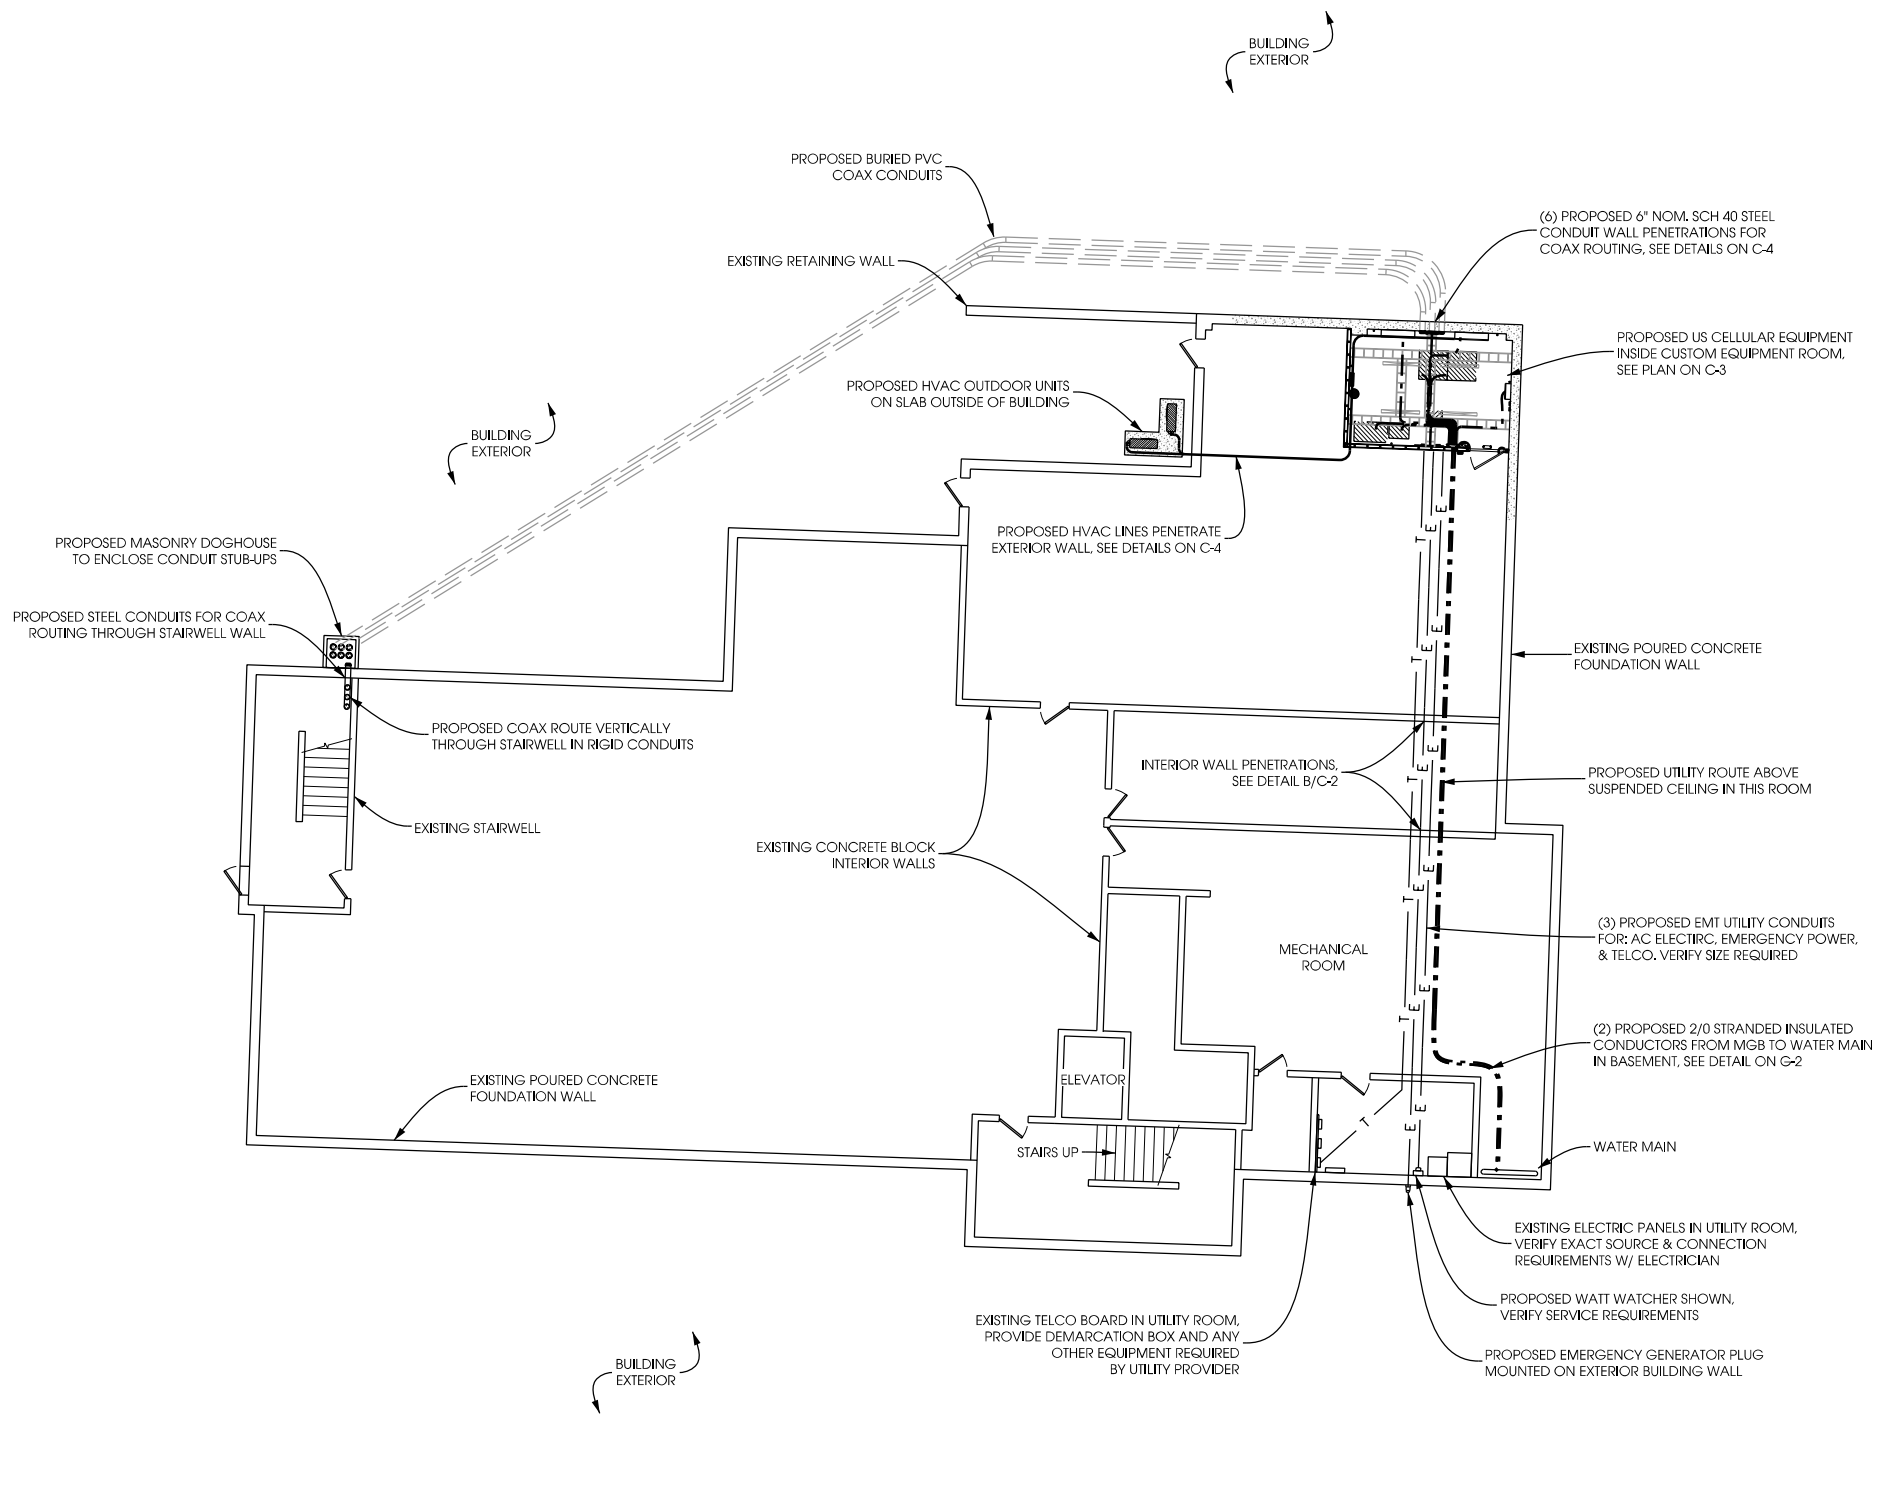 BUILDING
EXTERIOR
PROPOSED BURIED PVC
COAX CONDUITS
(6) PROPOSED 6" NOM. SCH 40 STEEL
CONDUIT WALL PENETRATIONS FOR
COAX ROUTING, SEE DETAILS ON C-4
EXISTING RETAINING WALL
PROPOSED US CELLULAR EQUIPMENT
INSIDE CUSTOM EQUIPMENT ROOM,
SEE PLAN ON C-3
PROPOSED HVAC OUTDOOR UNITS
ON SLAB OUTSIDE OF BUILDING
BUILDING
EXTERIOR
PROPOSED HVAC LINES PENETRATE
EXTERIOR WALL, SEE DETAILS ON C-4
PROPOSED MASONRY DOGHOUSE
TO ENCLOSE CONDUIT STUB-UPS
PROPOSED STEEL CONDUITS FOR COAX
ROUTING THROUGH STAIRWELL WALL
EXISTING POURED CONCRETE
FOUNDATION WALL
PROPOSED COAX ROUTE VERTICALLY
THROUGH STAIRWELL IN RIGID CONDUITS
INTERIOR WALL PENETRATIONS,
SEE DETAIL B/C-2
PROPOSED UTILITY ROUTE ABOVE
SUSPENDED CEILING IN THIS ROOM
EXISTING STAIRWELL
EXISTING CONCRETE BLOCK
INTERIOR WALLS
MECHANICAL
ROOM
(3) PROPOSED EMT UTILITY CONDUITS
FOR: AC ELECTIRC, EMERGENCY POWER,
& TELCO. VERIFY SIZE REQUIRED
(2) PROPOSED 2/0 STRANDED INSULATED
CONDUCTORS FROM MGB TO WATER MAIN
IN BASEMENT, SEE DETAIL ON G-2
ELEVATOR
EXISTING POURED CONCRETE
FOUNDATION WALL
STAIRS UP
WATER MAIN
EXISTING ELECTRIC PANELS IN UTILITY ROOM,
VERIFY EXACT SOURCE & CONNECTION
REQUIREMENTS W/ ELECTRICIAN
PROPOSED WATT WATCHER SHOWN,
VERIFY SERVICE REQUIREMENTS
EXISTING TELCO BOARD IN UTILITY ROOM,
PROVIDE DEMARCATION BOX AND ANY
OTHER EQUIPMENT REQUIRED
BY UTILITY PROVIDER
PROPOSED EMERGENCY GENERATOR PLUG
MOUNTED ON EXTERIOR BUILDING WALL
BUILDING
EXTERIOR